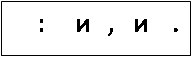 : и , и .